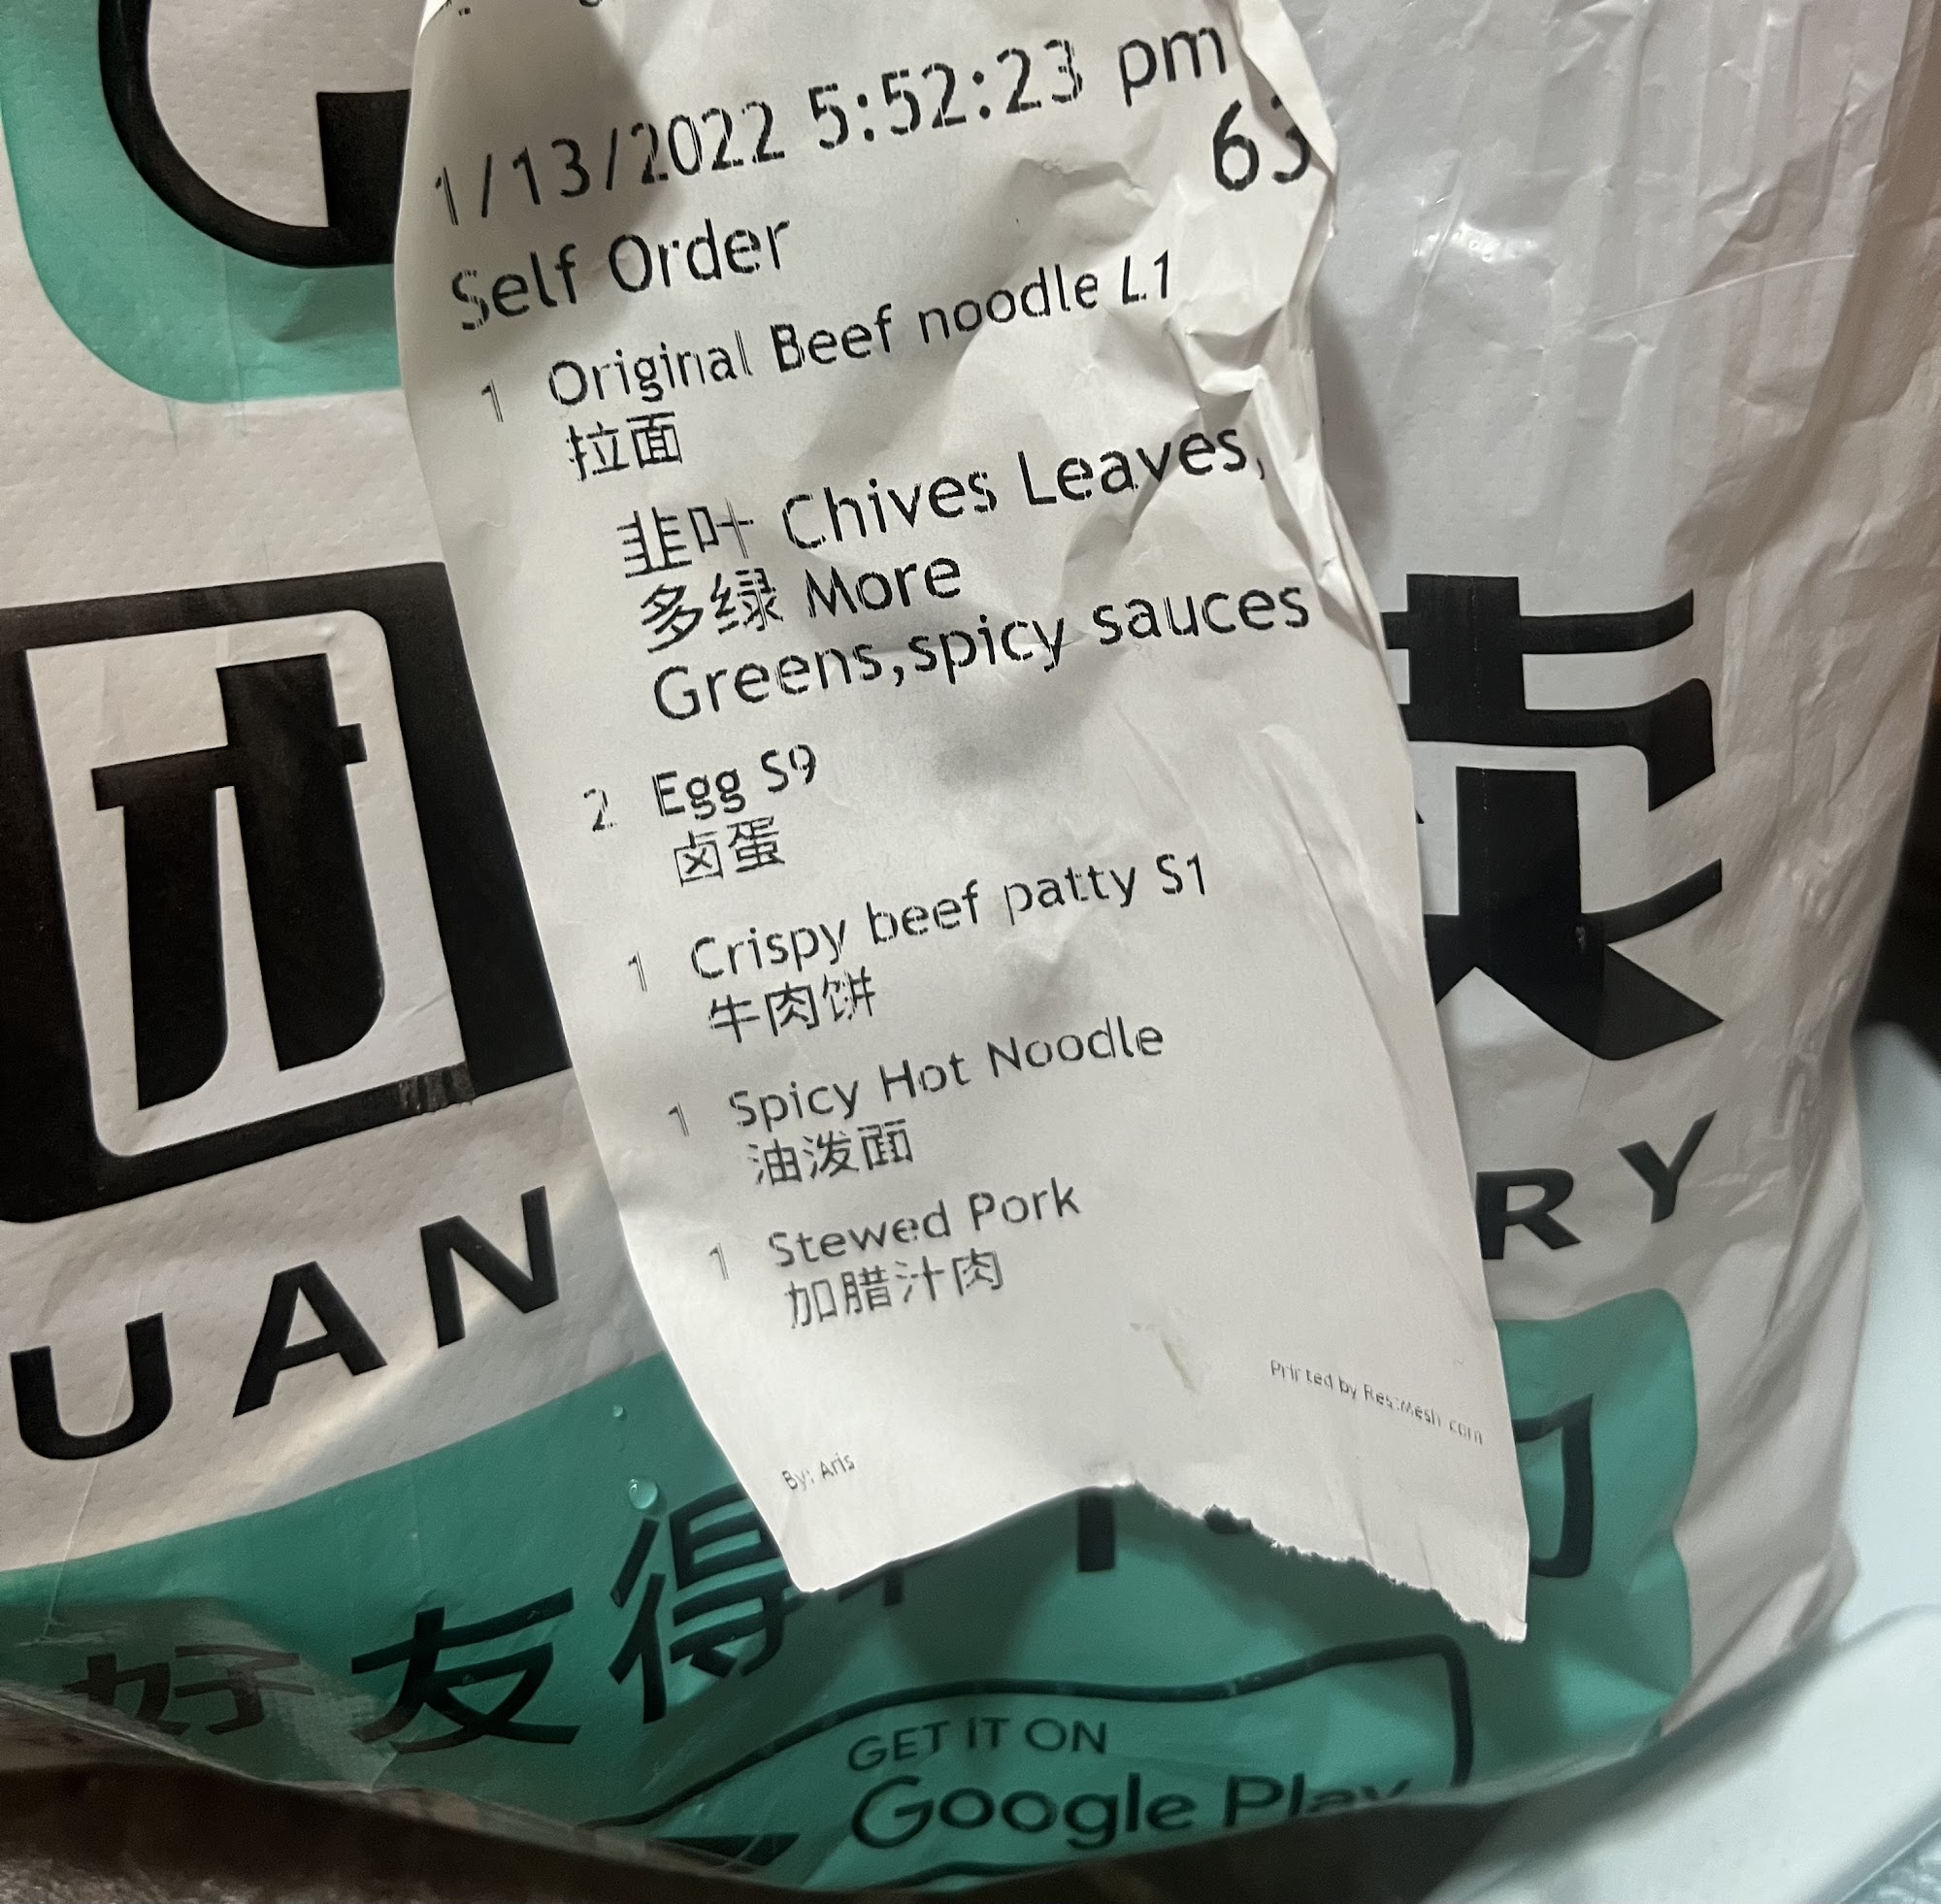 1/13/2022 5:52:23 pm
63
Self Order
1 Original Beef noodle L1
拉面
韭叶 Chives Leaves,
多绿 More
Greens,spicy sauces
2 Egg S9
卤蛋
1 Crispy beef patty S1
牛肉饼
1 Spicy Hot Noodle
油泼面
1 Stewed Pork
加腊汁肉
Printed by RestMesh.com
By: Aris
UAN
RY
好友得
GET IT ON
Google Play